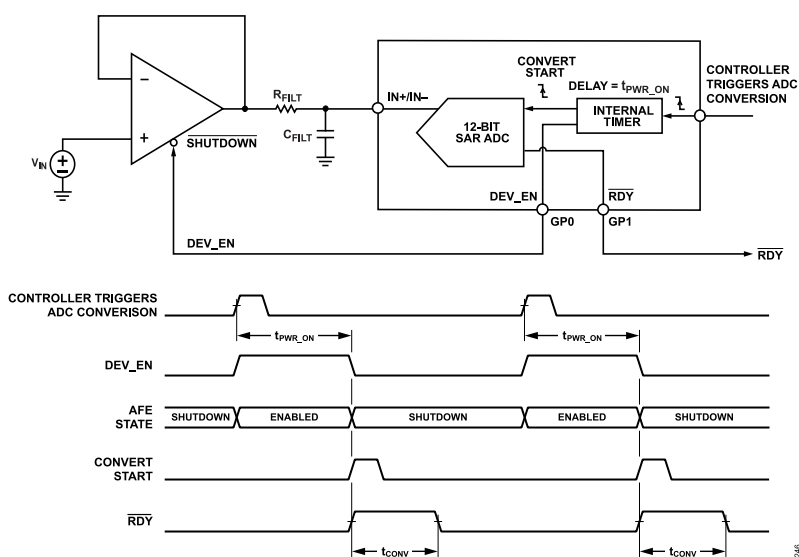 CONVERT
START
CONTROLLER
TRIGGERS ADC
CONVERSION
DELAY = tPWR_ON
RFILT
IN+/IN–
INTERNAL
TIMER
12-BIT
SAR ADC
CFILT
SHUTDOWN
VIN
DEV_EN
RDY
GP0
GP1
DEV_EN
RDY
CONTROLLER TRIGGERS
ADC CONVERISON
tPWR_ON
tPWR_ON
DEV_EN
AFE
STATE
SHUTDOWN
ENABLED
SHUTDOWN
ENABLED
SHUTDOWN
CONVERT
START
RDY
tCONV
tCONV
246